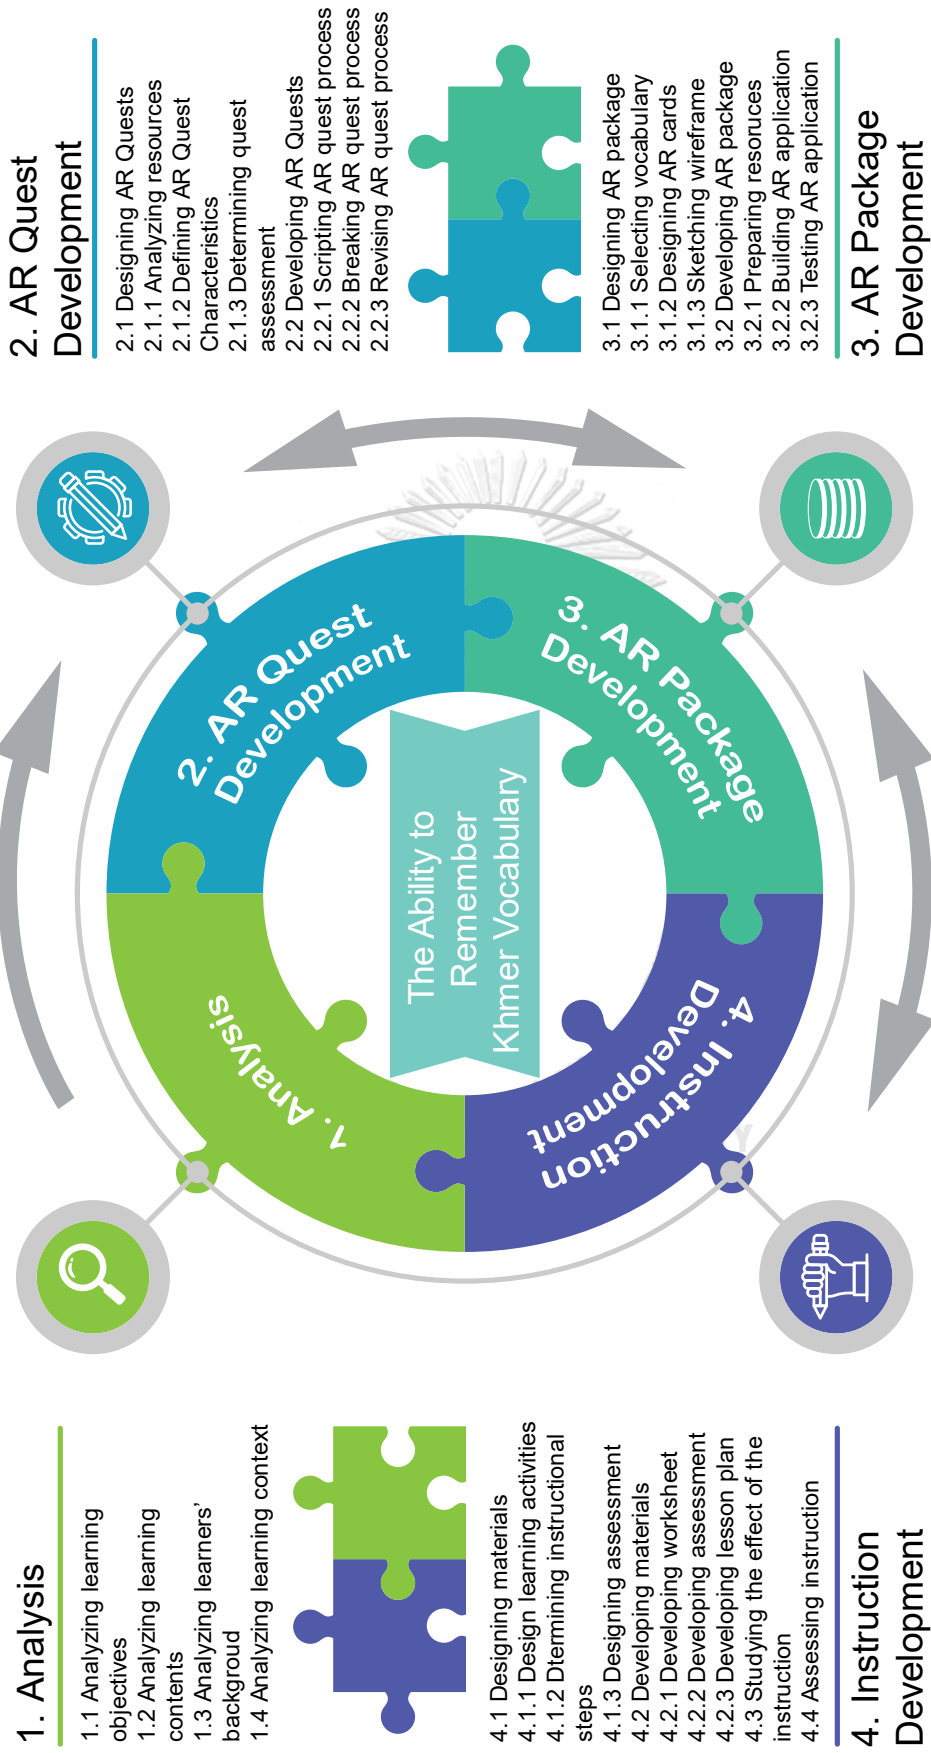 1. Analysis
1.1 Analyzing learning
objectives
1.2 Analyzing learning
contents
1.3 Analyzing learners'
backgroud
1.4 Analyzing learning context
2. AR Quest
Development
2.1 Designing AR Quests
2.1.1 Analyzing resources
2.1.2 Defining AR Quest
Characteristics
2.1.3 Determining quest
assessment
2.2 Developing AR Quests
2.2.1 Scripting AR quest process
2.2.2 Breaking AR quest process
2.2.3 Revising AR quest process
1. Analysis
2. AR Quest
Development
The Ability to
Remember
Khmer Vocabulary
3. AR Package
Development
4. Instruction
Development
4.1 Designing materials
4.1.1 Design learning activities
4.1.2 Dtermining instructional
steps
4.1.3 Designing assessment
4.2 Developing materials
4.2.1 Developing worksheet
4.2.2 Developing assessment
4.2.3 Developing lesson plan
4.3 Studying the effect of the
instruction
4.4 Assessing instruction
4. Instruction
Development
3.1 Designing AR package
3.1.1 Selecting vocabulary
3.1.2 Designing AR cards
3.1.3 Sketching wireframe
3.2 Developing AR package
3.2.1 Preparing resoruces
3.2.2 Building AR application
3.2.3 Testing AR application
3. AR Package
Development